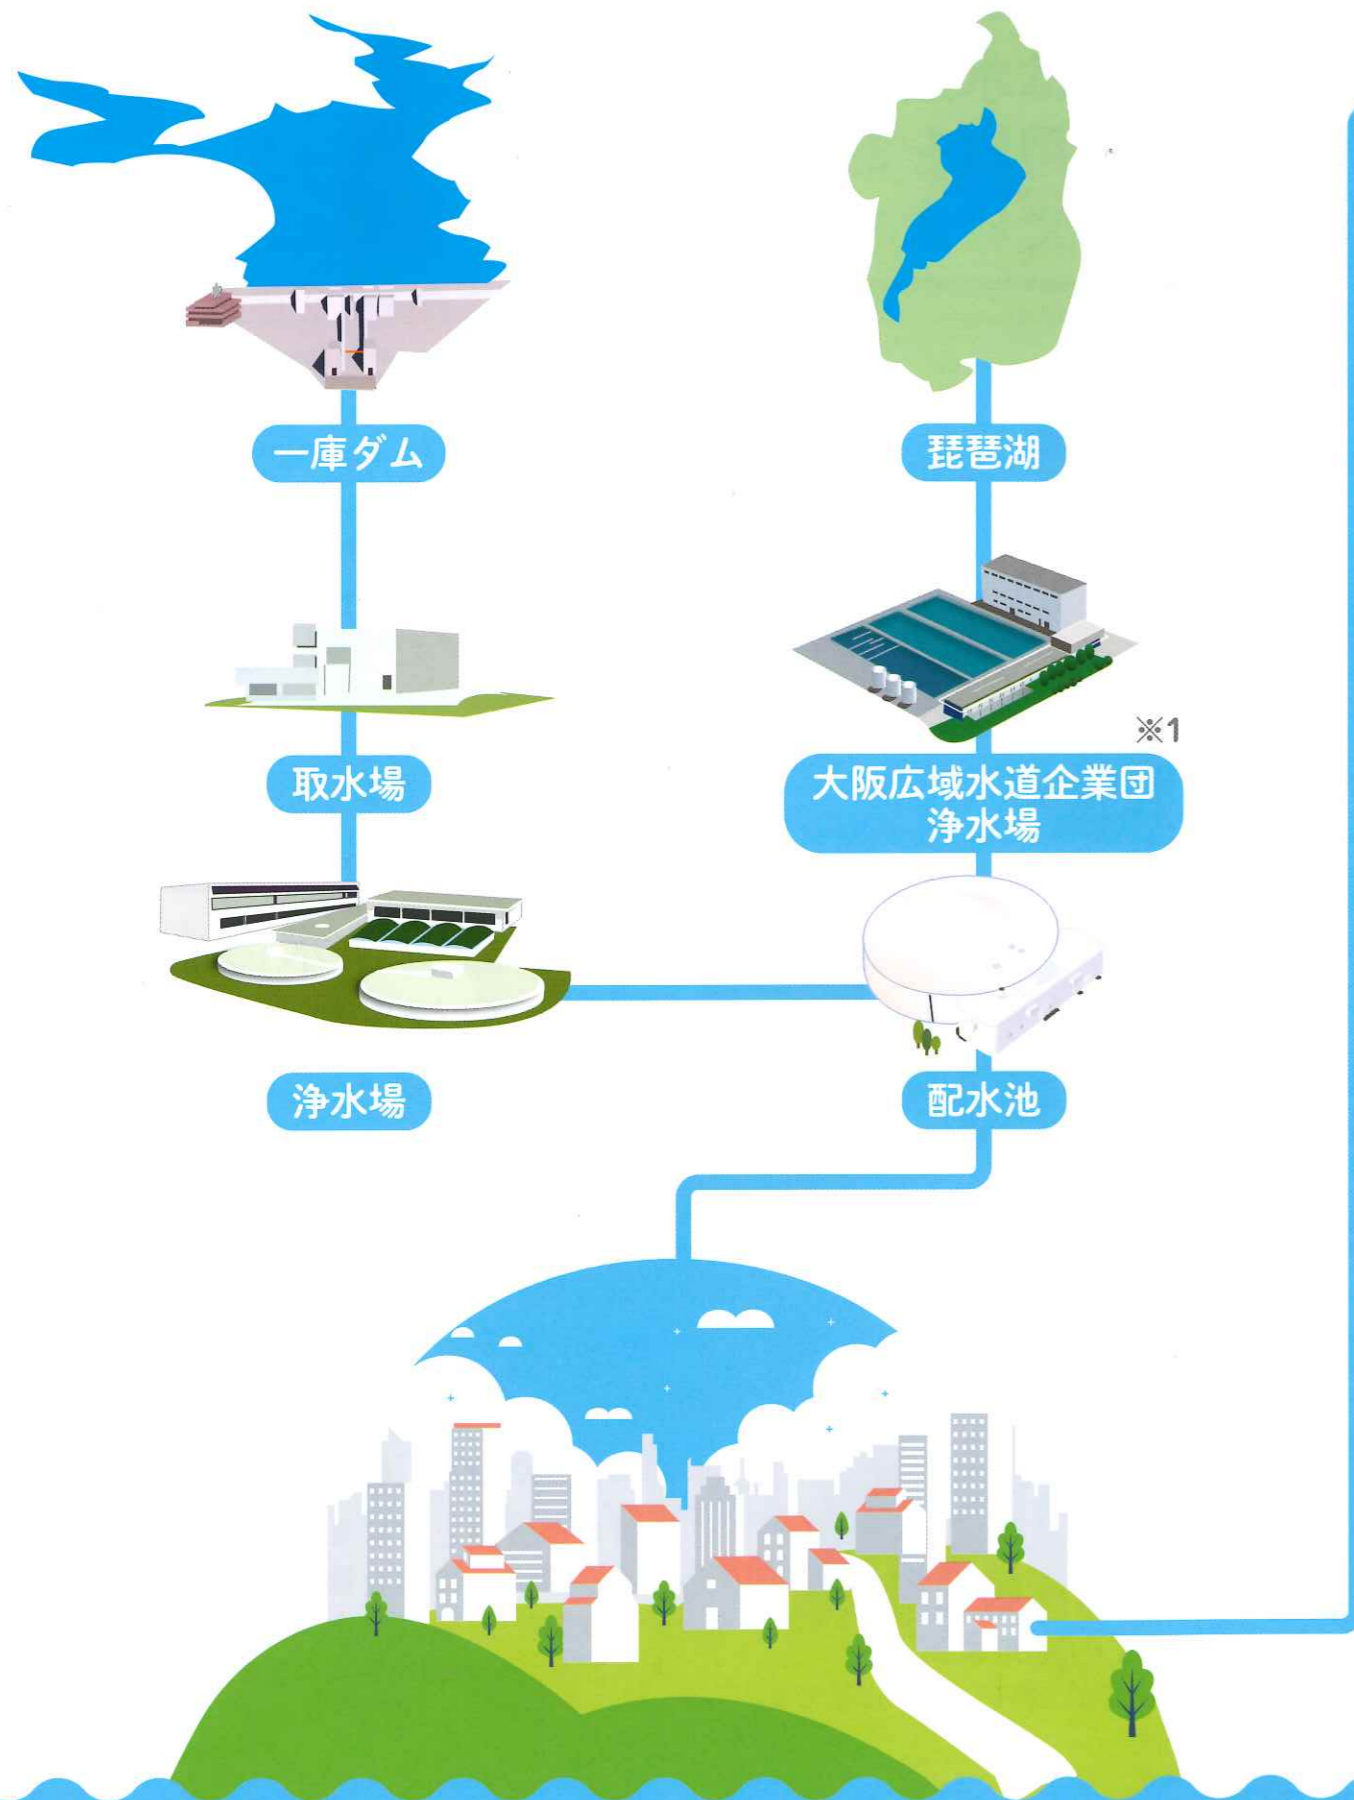 一庫ダム
琵琶湖
取水場
※1
大阪広域水道企業団
浄水場
浄水場
配水池